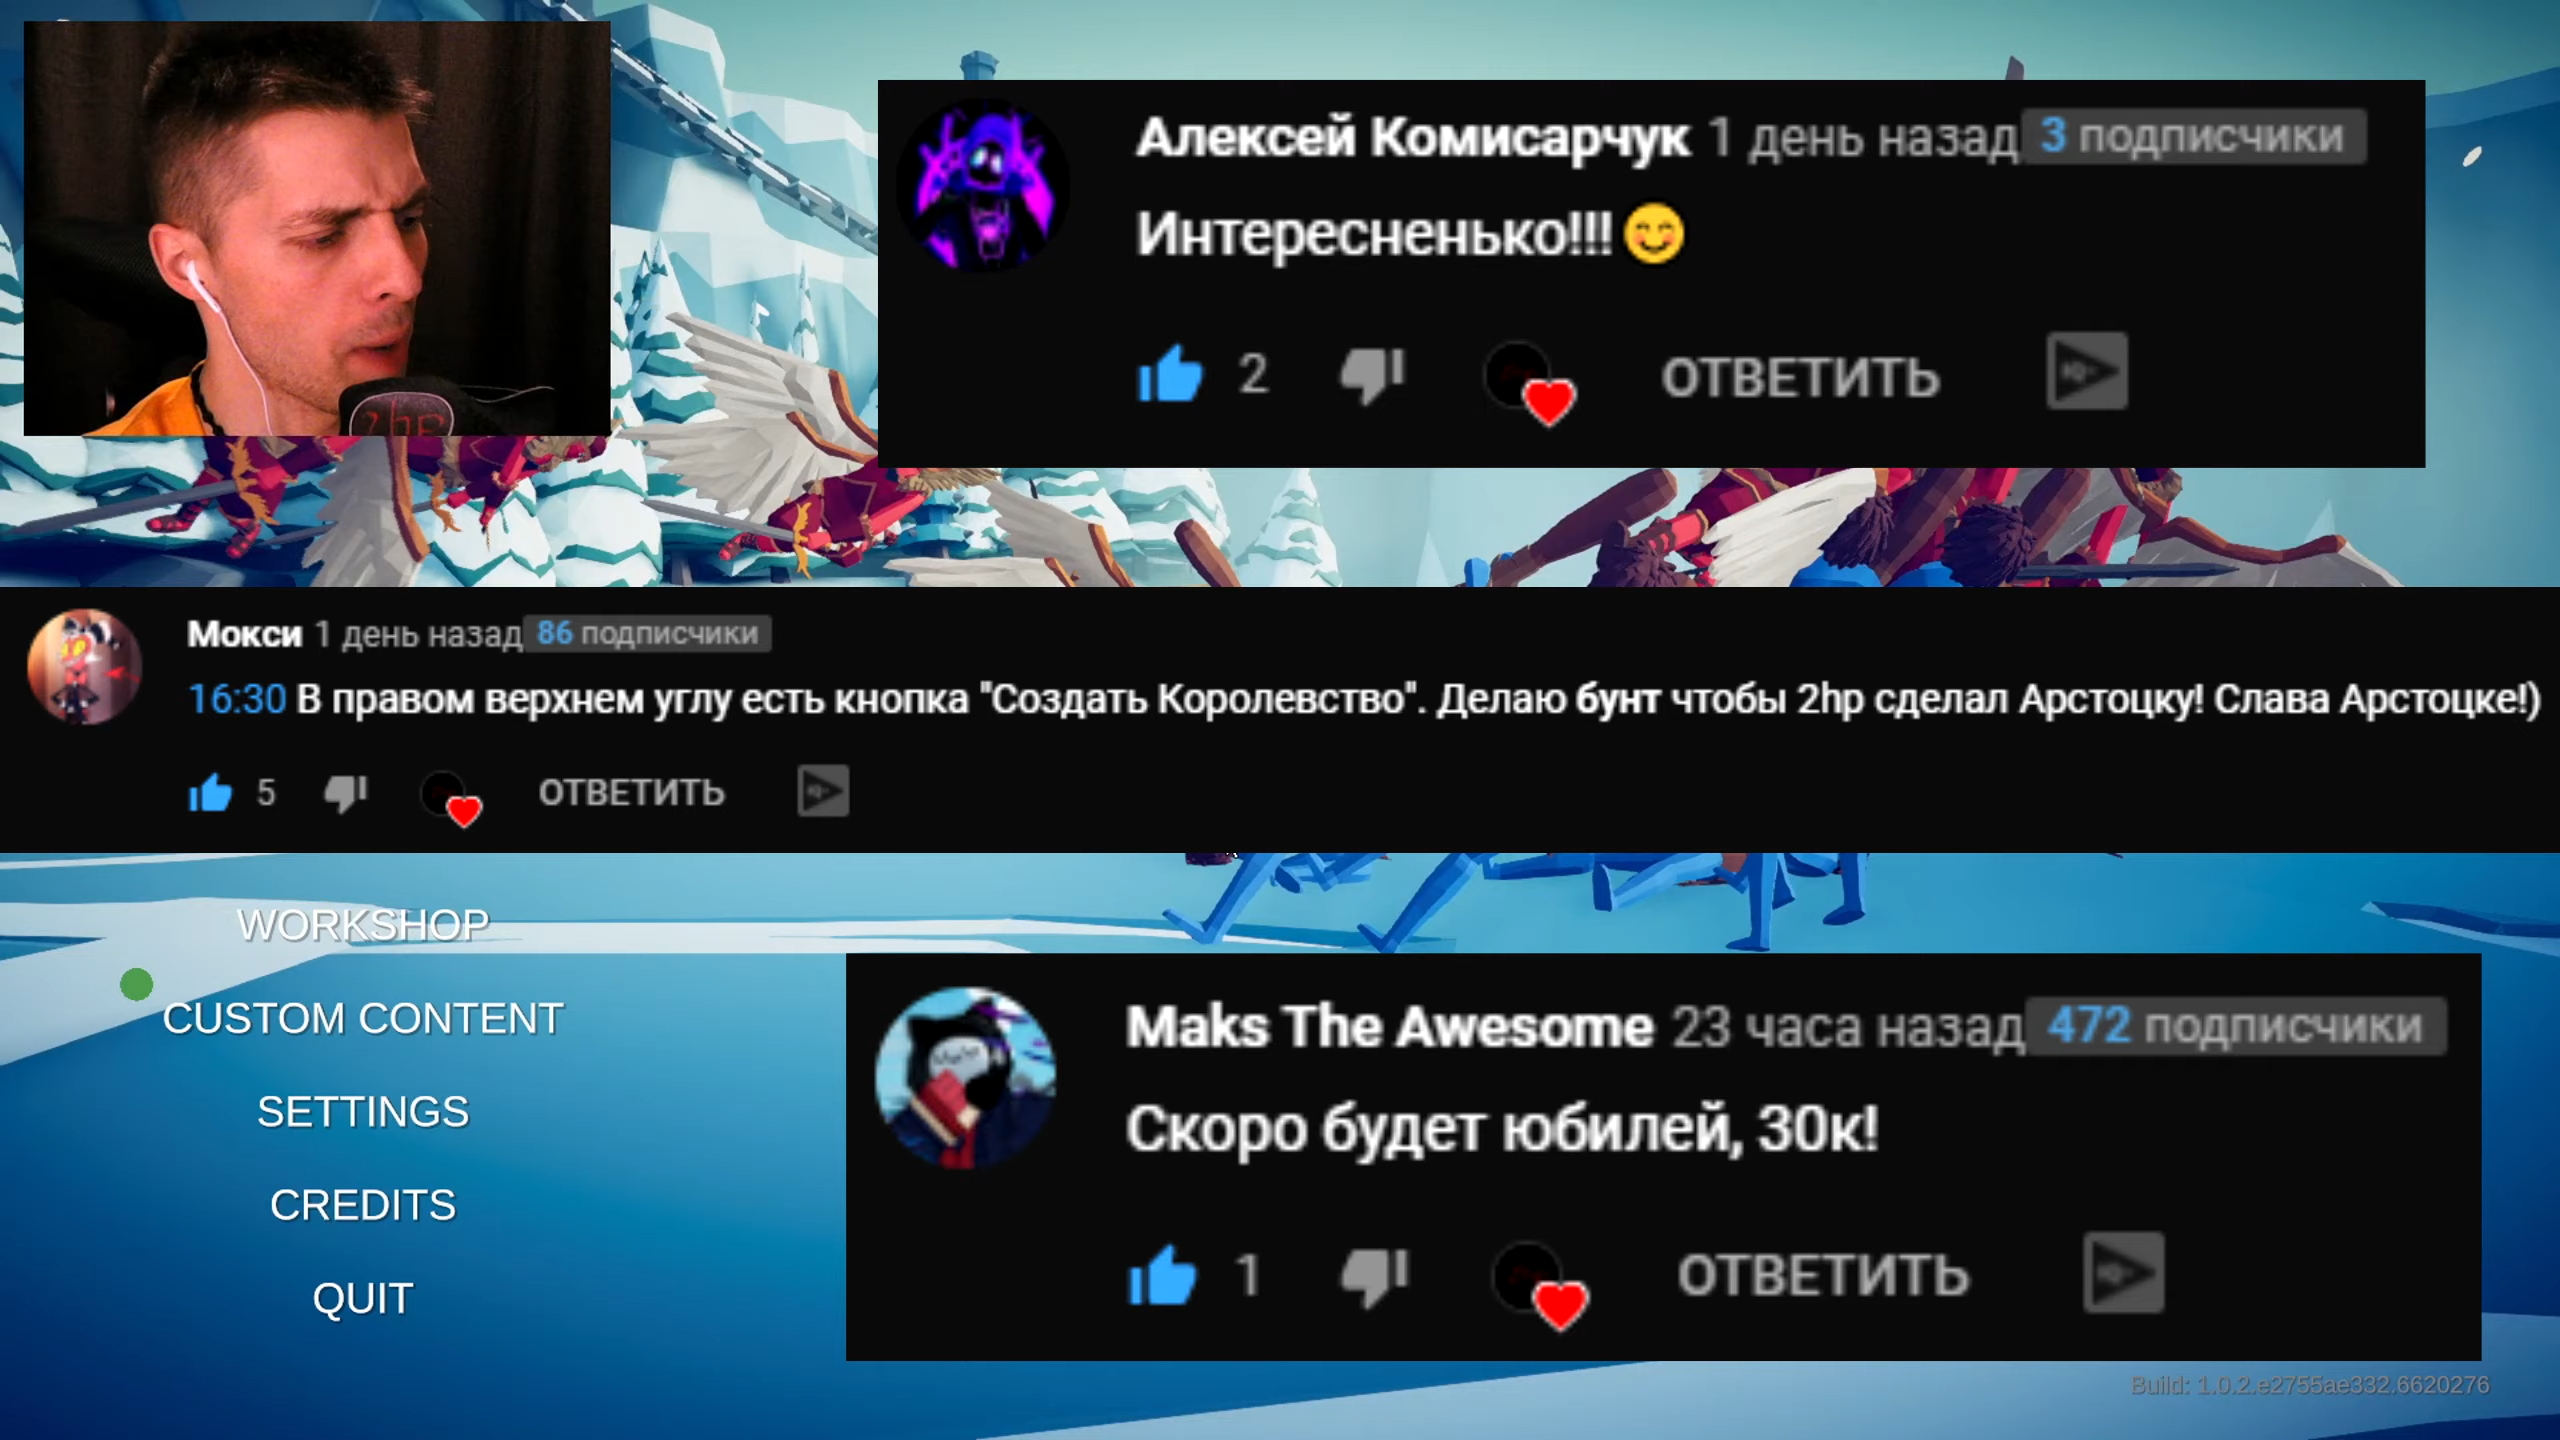 Алексей Комисарчук 1 день назад 3 подписчики
Интересненько!!!😊
2 ОТВЕТИТЬ
2hp
Мокси 1 день назад 86 подписчики
16:30 В правом верхнем углу есть кнопка "Создать Королевство". Делаю бунт чтобы 2hp сделал Арстоцку! Слава Арстоцке!)
5 ОТВЕТИТЬ
WORKSHOP
CUSTOM CONTENT
SETTINGS
CREDITS
QUIT
Maks The Awesome 23 часа назад 472 подписчики
Скоро будет юбилей, 30к!
1 ОТВЕТИТЬ
Build: 1.0.2.e2755ae332.6620276